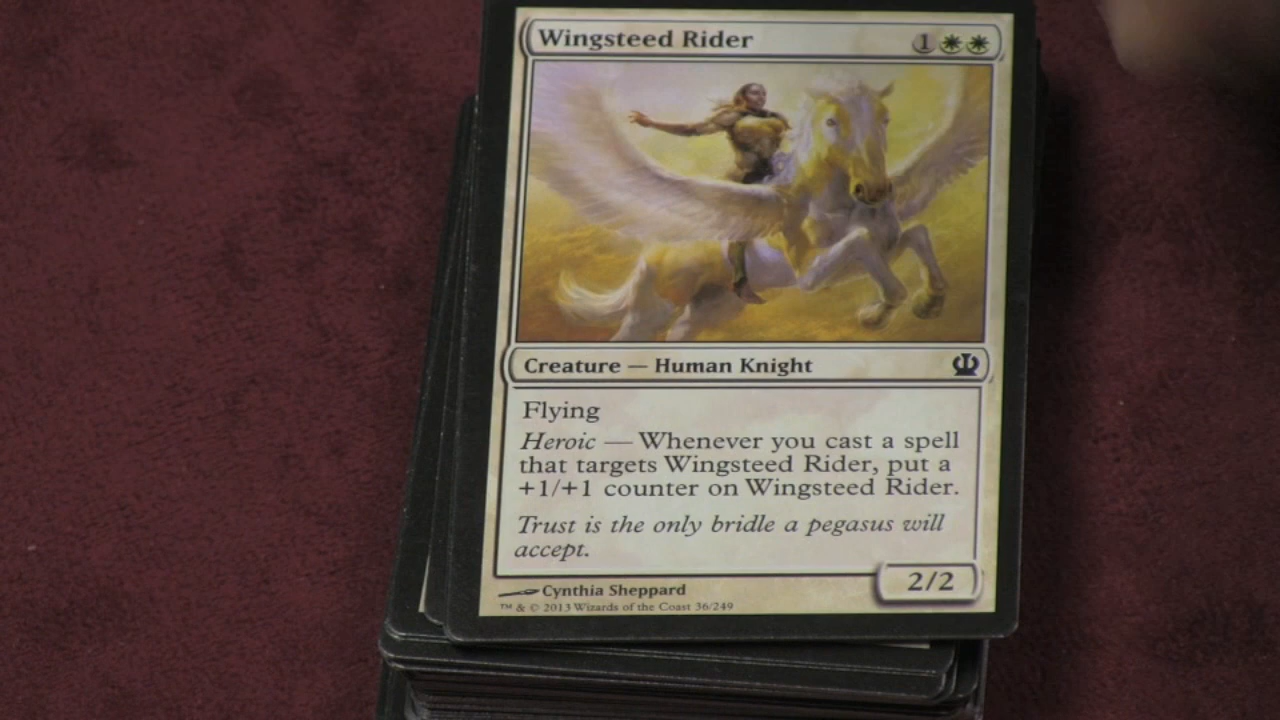 Wingsteed Rider 1
Creature — Human Knight
Flying
Heroic — Whenever you cast a spell
that targets Wingsteed Rider, put a
+1/+1 counter on Wingsteed Rider.
Trust is the only bridle a pegasus will
accept.
2/2
Cynthia Sheppard
™ & © 2013 Wizards of the Coast 36/249